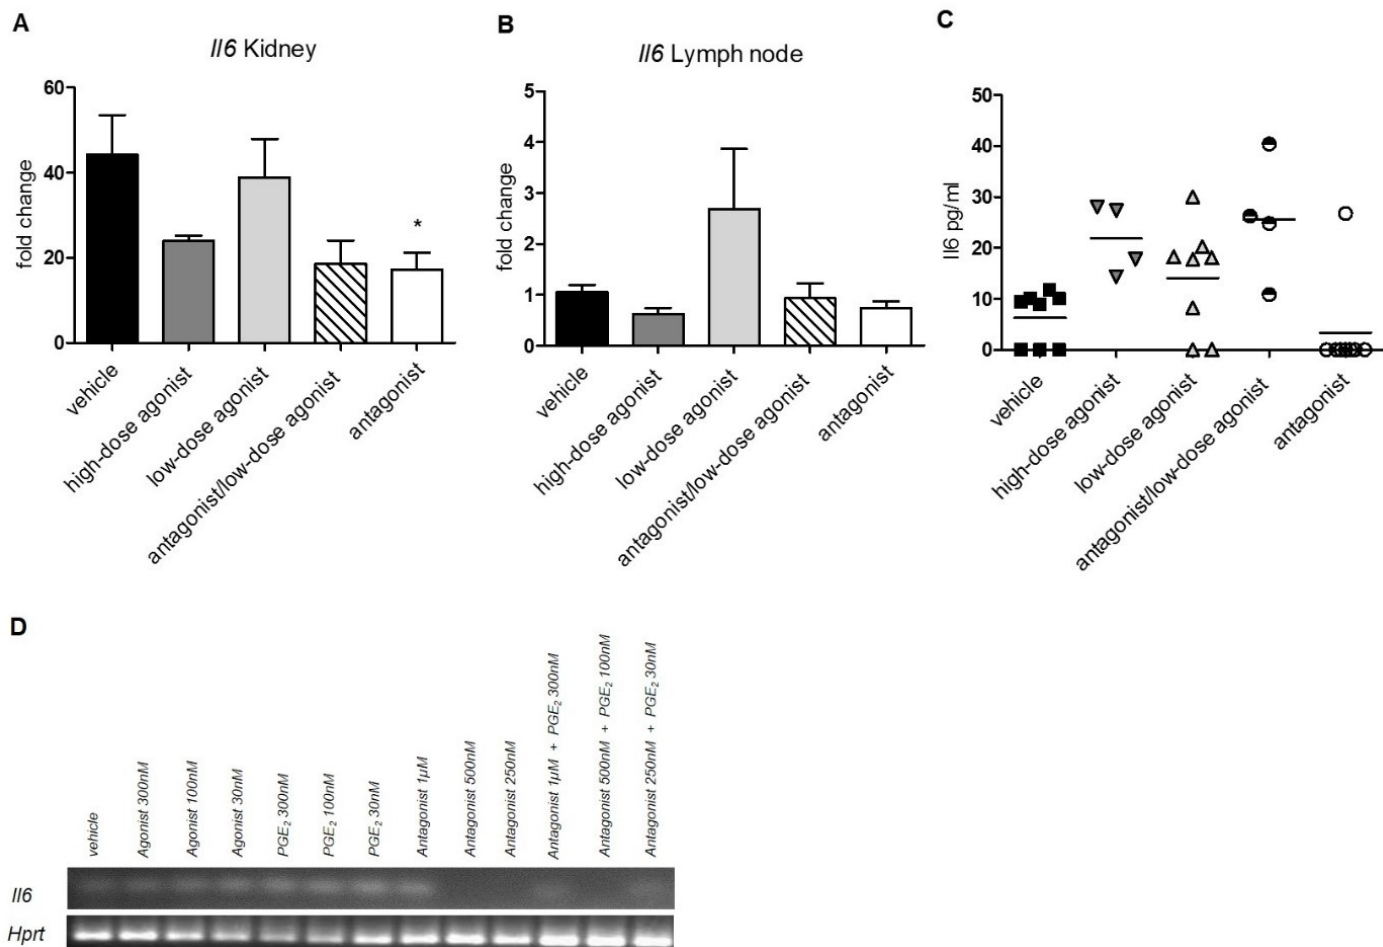 A
Il6 Kidney
fold change
60
40
20
0
*
vehicle
high-dose agonist
low-dose agonist
antagonist/low-dose agonist
antagonist
B
Il6 Lymph node
fold change
5
4
3
2
1
0
vehicle
high-dose agonist
low-dose agonist
antagonist/low-dose agonist
antagonist
C
Il6 pg/ml
50
40
30
20
10
0
vehicle
high-dose agonist
low-dose agonist
antagonist/low-dose agonist
antagonist
D
vehicle
Agonist 300nM
Agonist 100nM
Agonist 30nM
PGE₂ 300nM
PGE₂ 100nM
PGE₂ 30nM
Antagonist 1µM
Antagonist 500nM
Antagonist 250nM
Antagonist 1µM + PGE₂ 300nM
Antagonist 500nM + PGE₂ 100nM
Antagonist 250nM + PGE₂ 30nM
Il6
Hprt